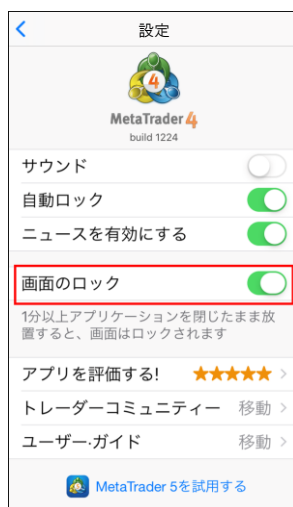 設定
4
MetaTrader 4
build 1224
サウンド
自動ロック
ニュースを有効にする
画面のロック
1分以上アプリケーションを閉じたまま放
置すると、画面はロックされます
アプリを評価する! ★★★★★
トレーダーコミュニティー 移動
ユーザー·ガイド 移動
MetaTrader 5を試用する